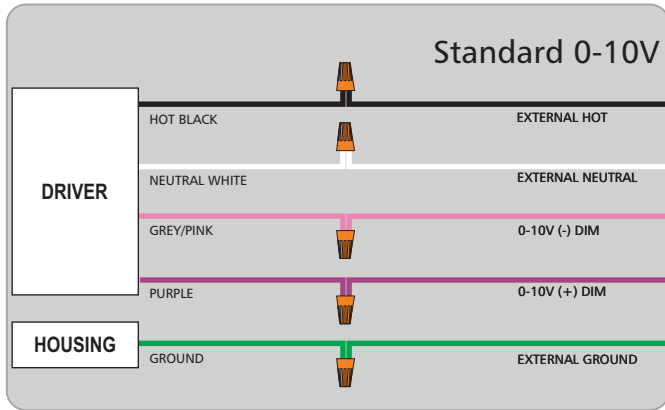 Standard 0-10V
HOT BLACK
EXTERNAL HOT
DRIVER
NEUTRAL WHITE
EXTERNAL NEUTRAL
GREY/PINK
0-10V (-) DIM
PURPLE
0-10V (+) DIM
HOUSING
GROUND
EXTERNAL GROUND